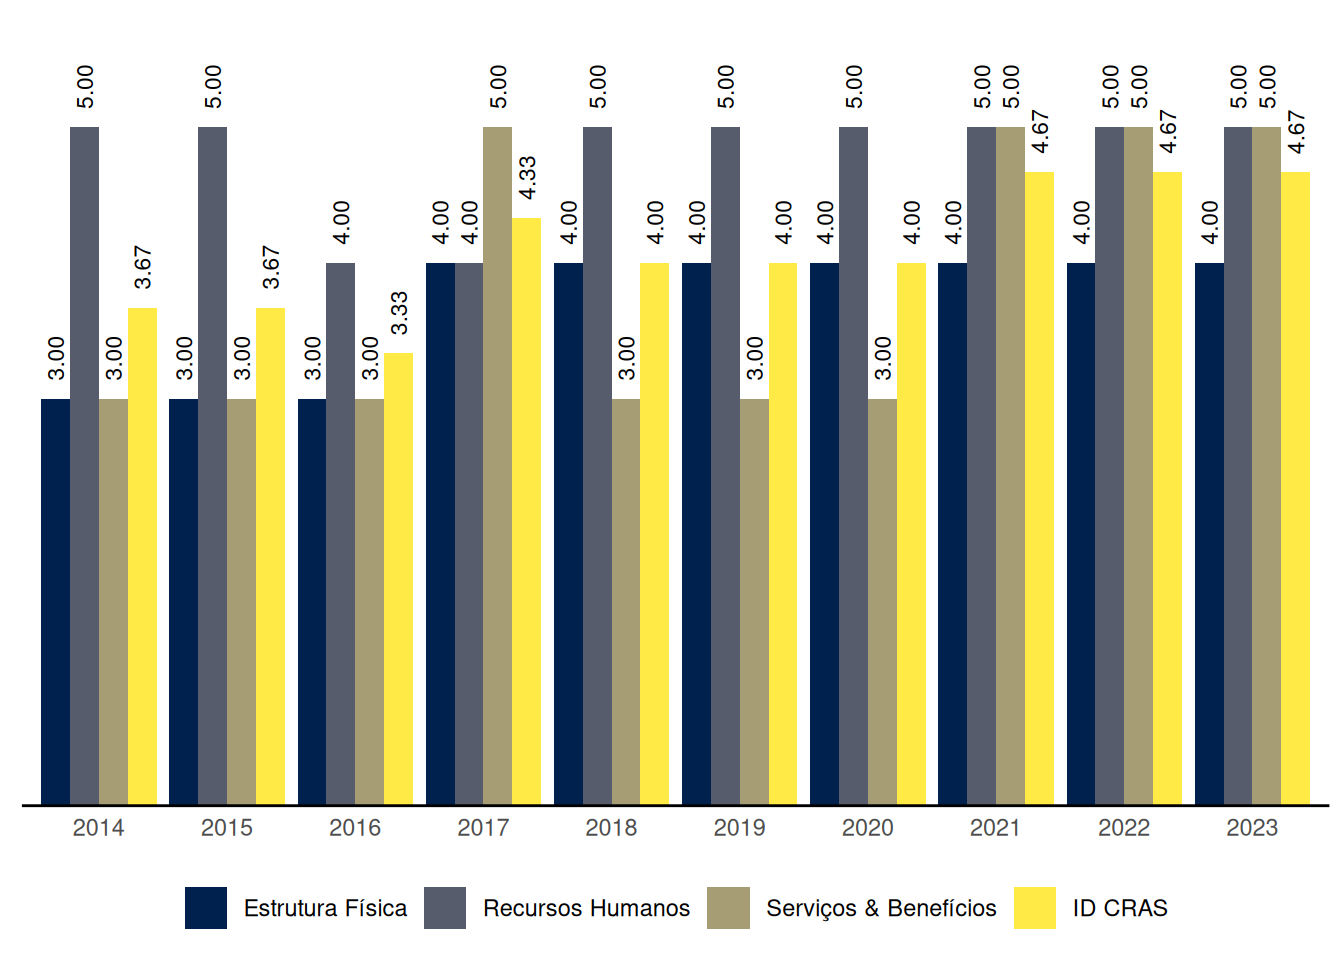 3.00 5.00 3.00 3.67 3.00 5.00 3.00 3.67 3.00 4.00 3.00 3.33 4.00 4.00 5.00 4.33 4.00 5.00 3.00 4.00 4.00 5.00 3.00 4.00 4.00 5.00 3.00 4.00 4.00 5.00 5.00 4.67 4.00 5.00 5.00 4.67 4.00 5.00 5.00 4.67
2014 2015 2016 2017 2018 2019 2020 2021 2022 2023
Estrutura Física Recursos Humanos Serviços & Benefícios ID CRAS